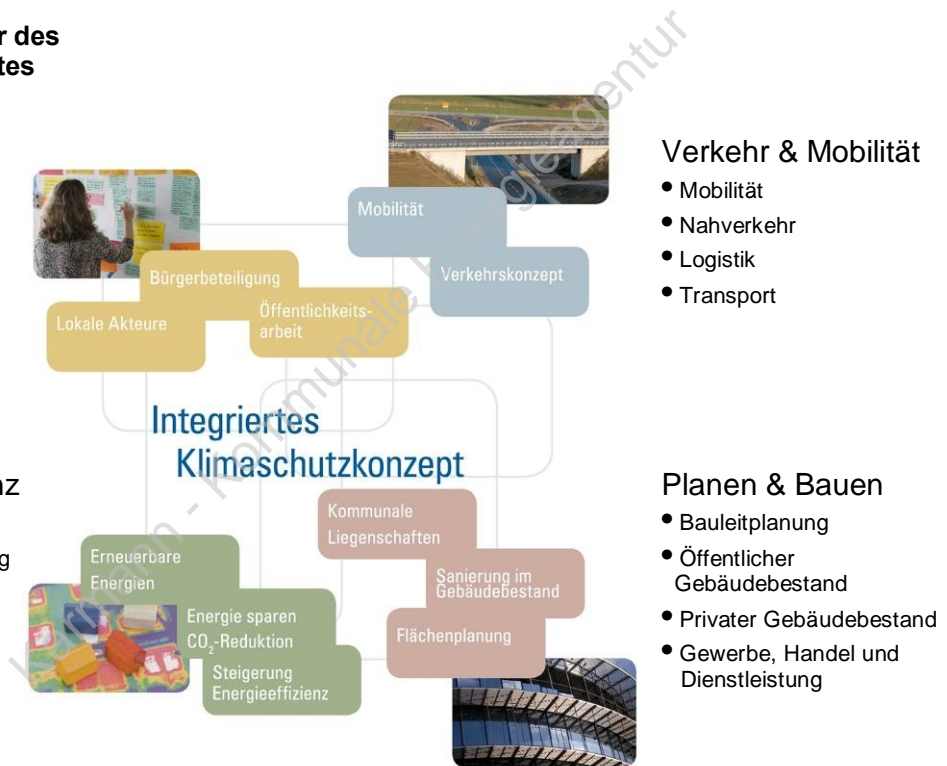 r des
tes
Verkehr & Mobilität
• Mobilität
• Nahverkehr
• Logistik
• Transport
Mobilität
Verkehrskonzept
Bürgerbeteiligung
Lokale Akteure
Öffentlichkeits-
arbeit
Integriertes
Klimaschutzkonzept
nz
g
Kommunale
Liegenschaften
Sanierung im
Gebäudebestand
Flächenplanung
Erneuerbare
Energien
Energie sparen
CO₂-Reduktion
Steigerung
Energieeffizienz
Planen & Bauen
• Bauleitplanung
• Öffentlicher
Gebäudebestand
• Privater Gebäudebestand
• Gewerbe, Handel und
Dienstleistung
Karmann - Kommunale Energieagentur